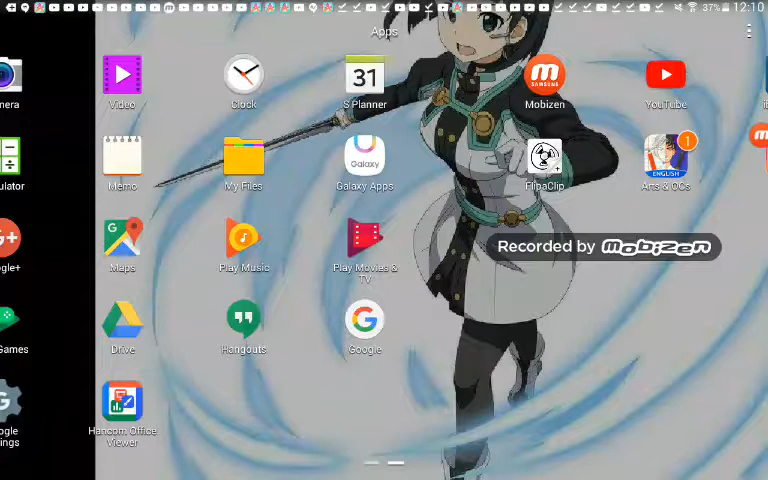 37% 12:10
Apps
mera
31
Video
Clock
S Planner
Mobizen
YouTube
SAMSUNG
Galaxy
1
ENGLISH
ulator
Memo
My Files
Galaxy Apps
FlipaClip
Arts & OCs
Recorded by mobizen
gle+
Maps
Play Music
Play Movies &
TV
Games
Drive
Hangouts
Google
ogle
ings
Hancom Office
Viewer